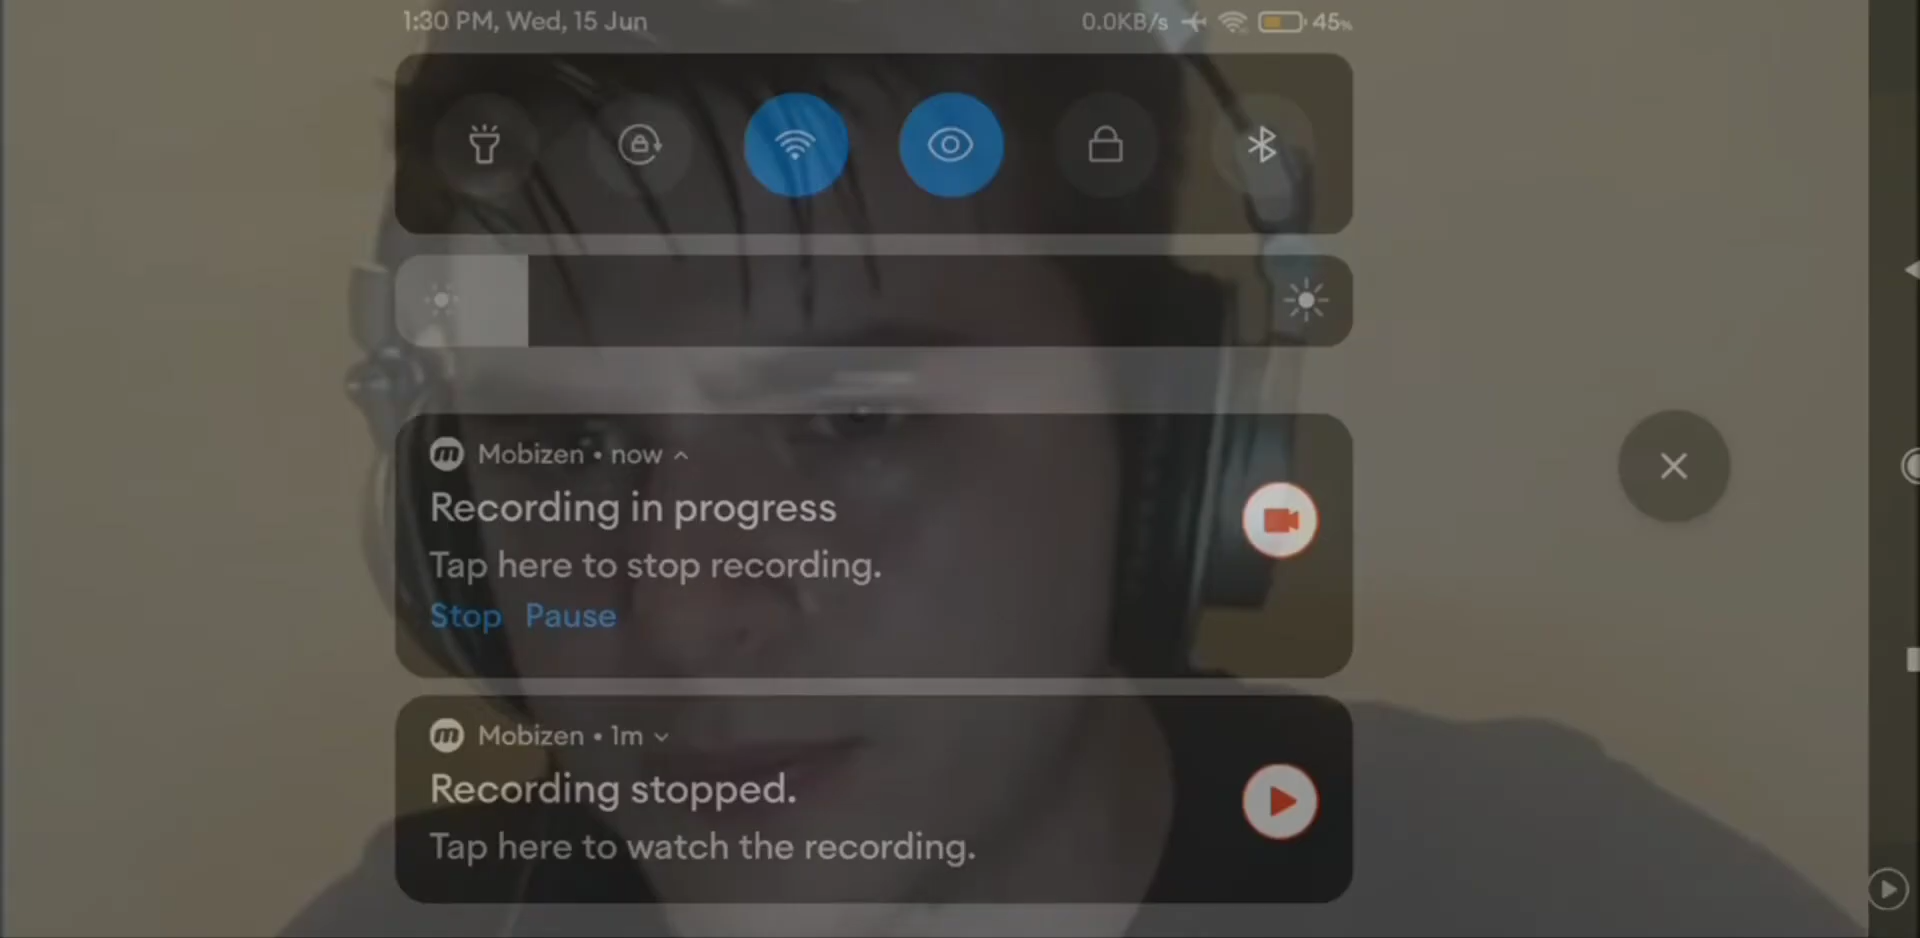 1:30 PM, Wed, 15 Jun
0.0KB/s 45%
Mobizen • now
Recording in progress
Tap here to stop recording.
Stop Pause
Mobizen • 1m
Recording stopped.
Tap here to watch the recording.